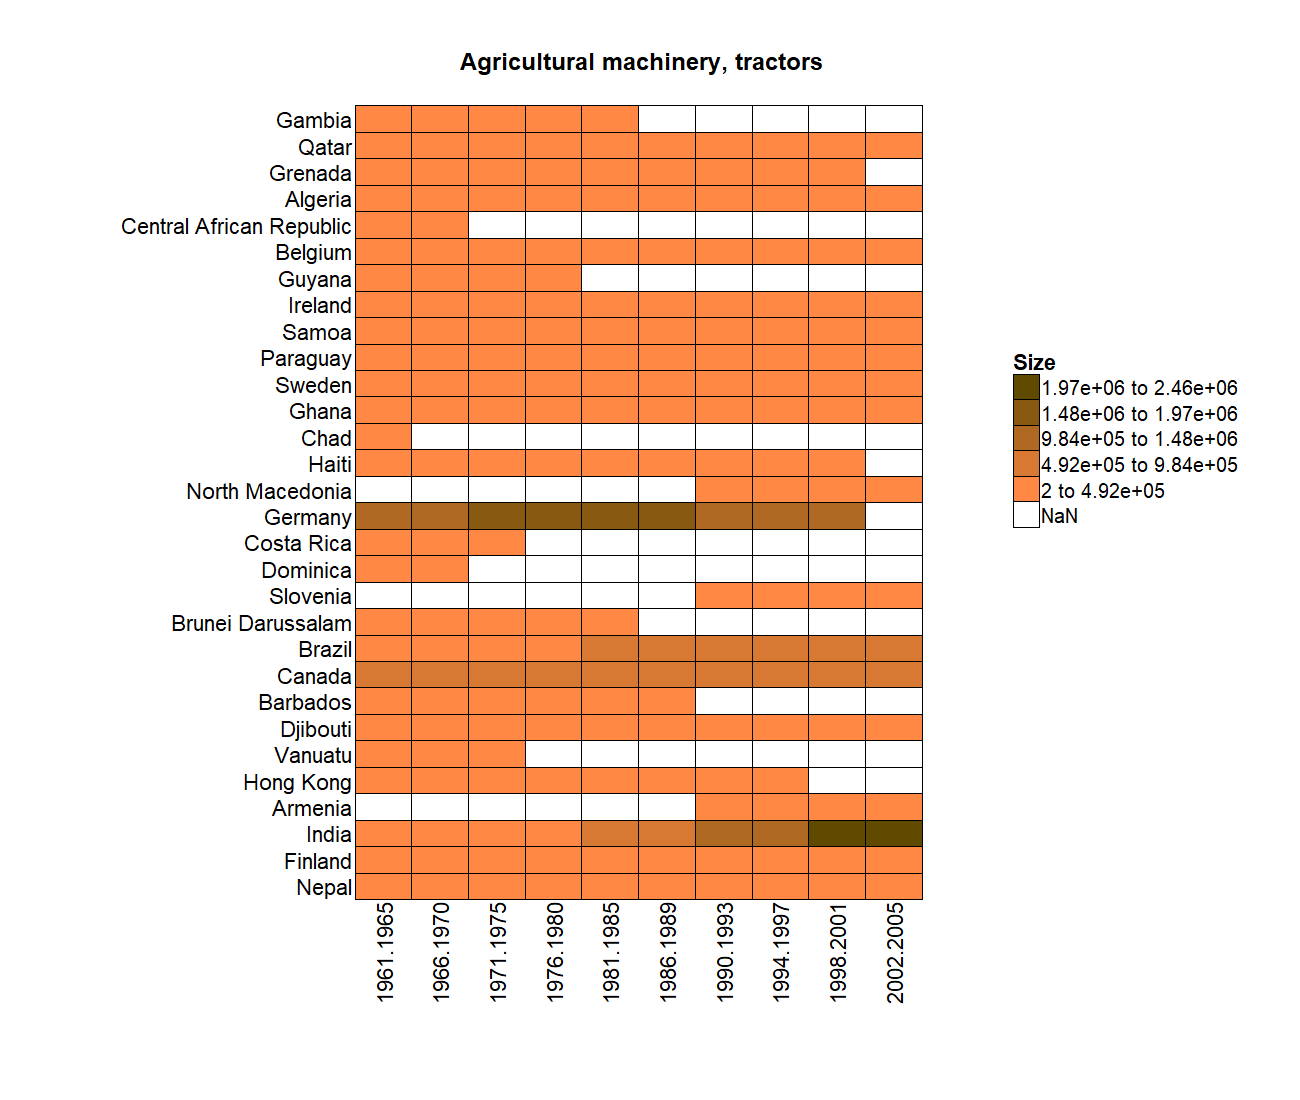 Agricultural machinery, tractors
Gambia
Qatar
Grenada
Algeria
Central African Republic
Belgium
Guyana
Ireland
Samoa
Paraguay
Sweden
Ghana
Chad
Haiti
North Macedonia
Germany
Costa Rica
Dominica
Slovenia
Brunei Darussalam
Brazil
Canada
Barbados
Djibouti
Vanuatu
Hong Kong
Armenia
India
Finland
Nepal
1961.1965
1966.1970
1971.1975
1976.1980
1981.1985
1986.1989
1990.1993
1994.1997
1998.2001
2002.2005
Size
1.97e+06 to 2.46e+06
1.48e+06 to 1.97e+06
9.84e+05 to 1.48e+06
4.92e+05 to 9.84e+05
2 to 4.92e+05
NaN